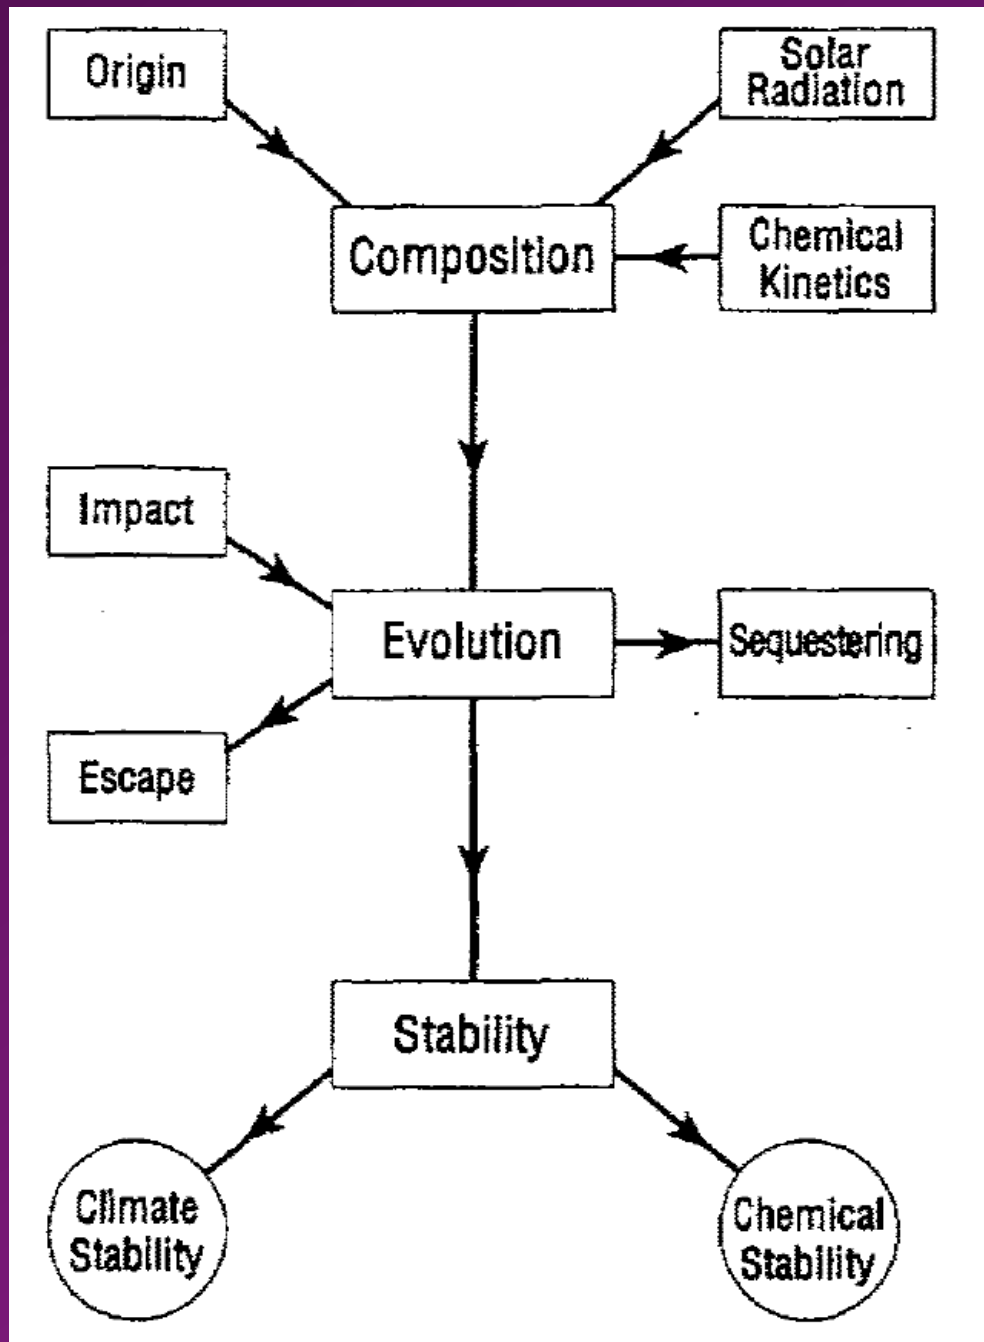 Origin
Solar
Radiation
Composition
Chemical
Kinetics
Impact
Evolution
Sequestering
Escape
Stability
Climate
Stability
Chemical
Stability